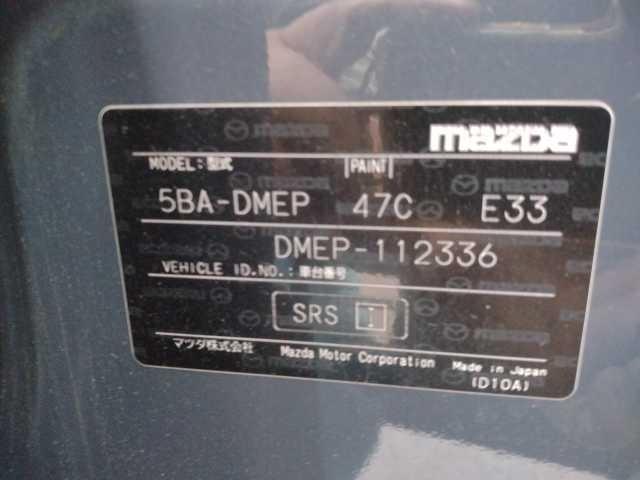 mazda
MODEL:型式 PAINT
5BA-DMEP 47C E33
DMEP-112336
VEHICLE ID.NO.:車台番号
SRS
マツダ株式会社 Mazda Motor Corporation Made in Japan
(D10A)